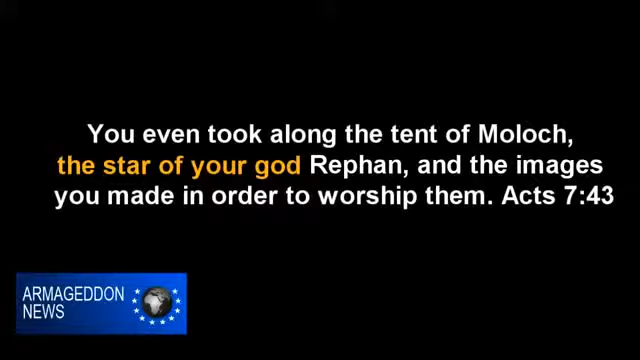 You even took along the tent of Moloch,
the star of your god Rephan, and the images
you made in order to worship them. Acts 7:43
ARMAGEDDON
NEWS